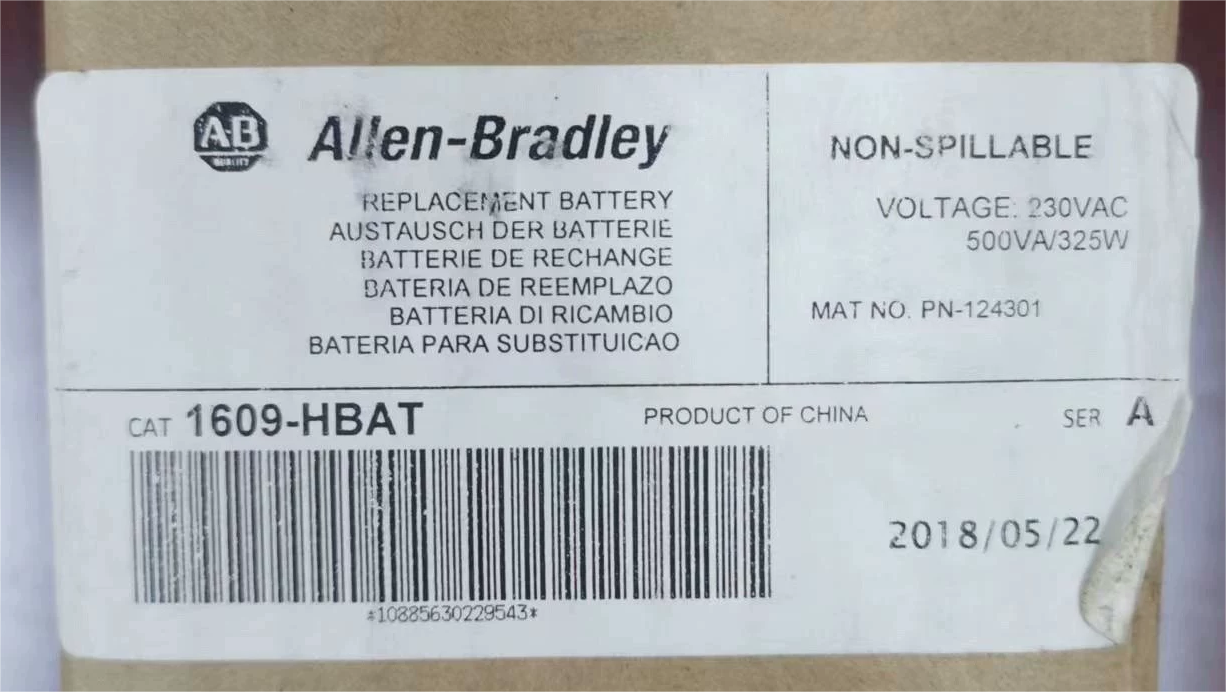 AB
QUALITY
Allen-Bradley
REPLACEMENT BATTERY
AUSTAUSCH DER BATTERIE
BATTERIE DE RECHANGE
BATERIA DE REEMPLAZO
BATTERIA DI RICAMBIO
BATERIA PARA SUBSTITUICAO
NON-SPILLABLE
VOLTAGE: 230VAC
500VA/325W
MAT NO. PN-124301
CAT 1609-HBAT
PRODUCT OF CHINA
SER A
*10885630229543*
2018/05/22